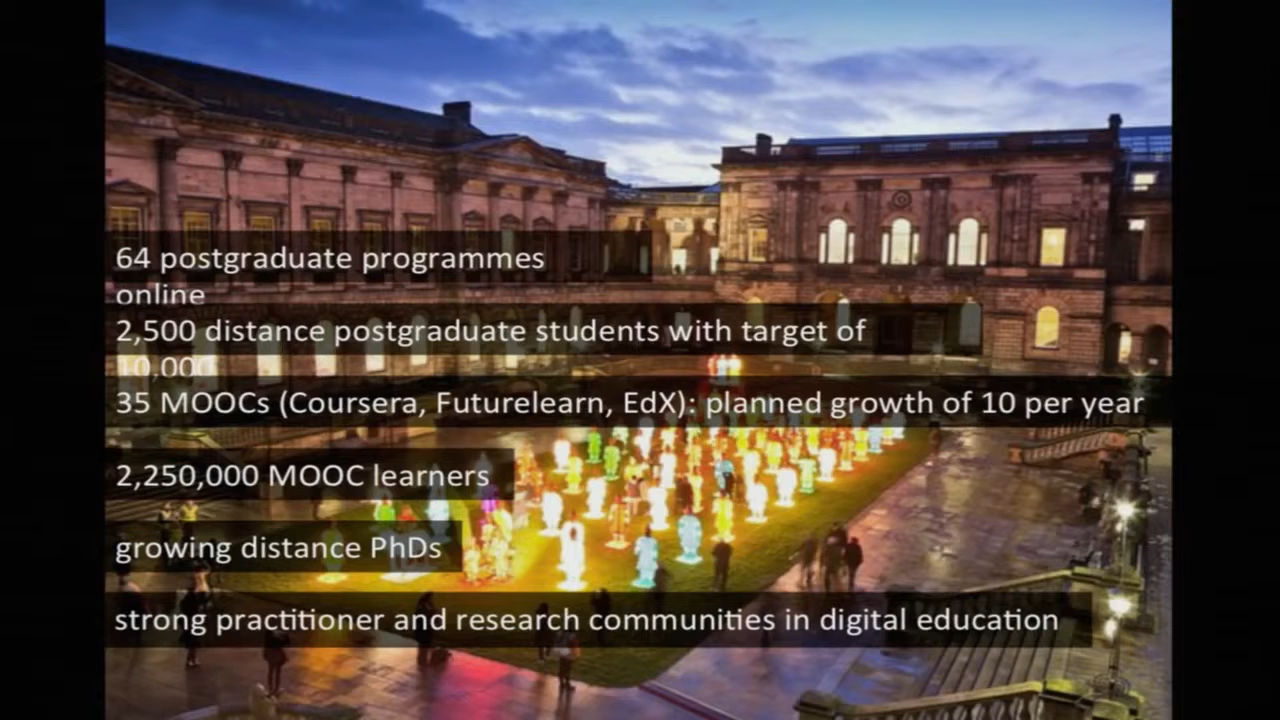 64 postgraduate programmes
online
2,500 distance postgraduate students with target of
10,000
35 MOOCs (Coursera, Futurelearn, EdX): planned growth of 10 per year
2,250,000 MOOC learners
growing distance PhDs
strong practitioner and research communities in digital education